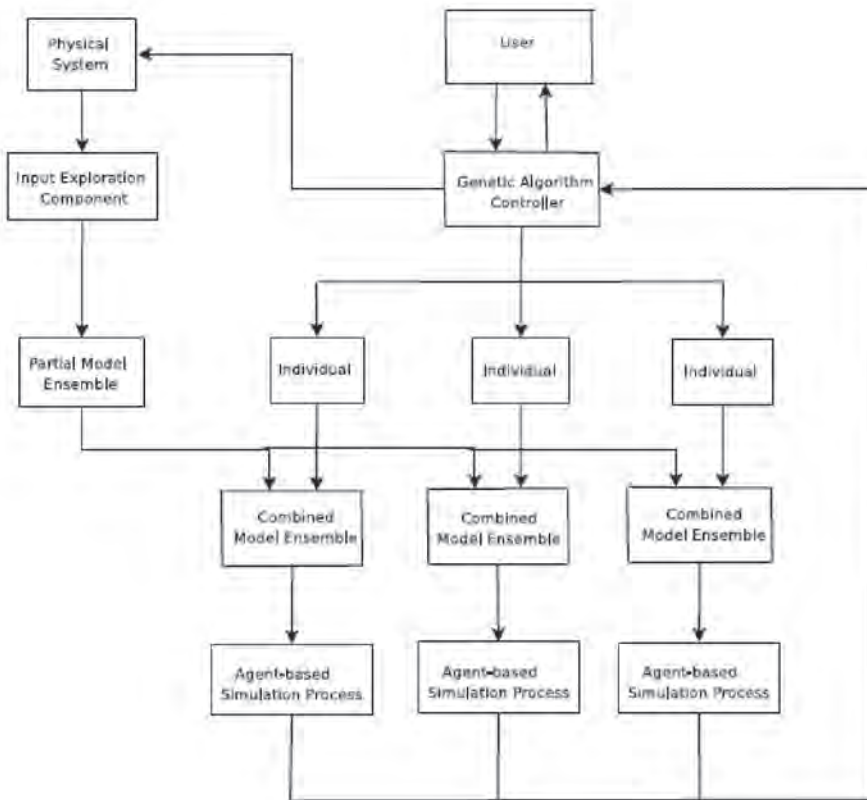 Physical
System
User
Input Exploration
Component
Genetic Algorithm
Controller
Partial Model
Ensemble
Individual
Individual
Individual
Combined
Model Ensemble
Combined
Model Ensemble
Combined
Model Ensemble
Agent-based
Simulation Process
Agent-based
Simulation Process
Agent-based
Simulation Process